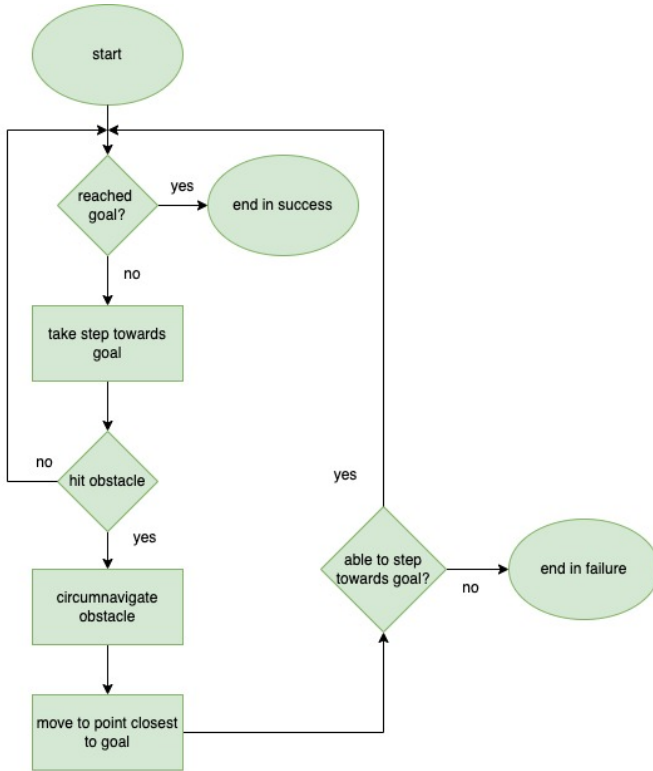 start
reached
goal?
yes
end in success
no
take step towards
goal
no
hit obstacle
yes
circumnavigate
obstacle
move to point closest
to goal
yes
able to step
towards goal?
no
end in failure